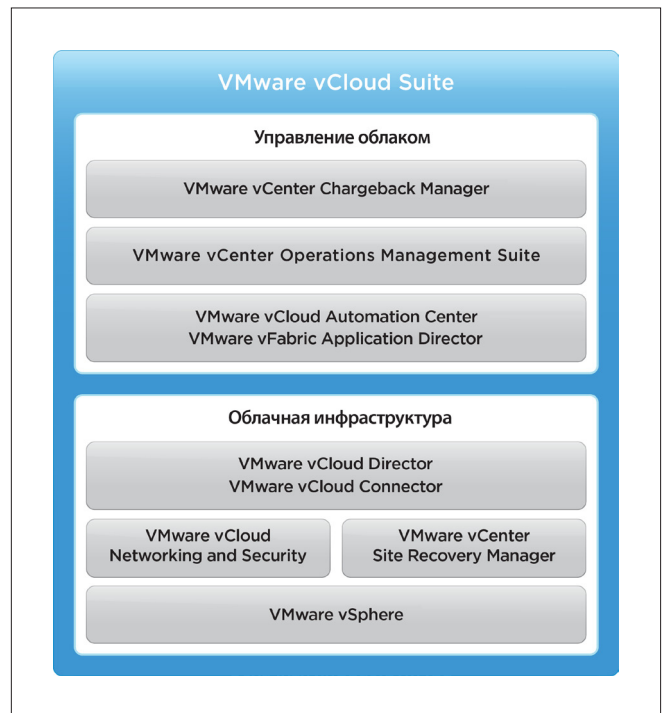 VMware vCloud Suite
Управление облаком
VMware vCenter Chargeback Manager
VMware vCenter Operations Management Suite
VMware vCloud Automation Center
VMware vFabric Application Director
Облачная инфраструктура
VMware vCloud Director
VMware vCloud Connector
VMware vCloud
Networking and Security
VMware vCenter
Site Recovery Manager
VMware vSphere